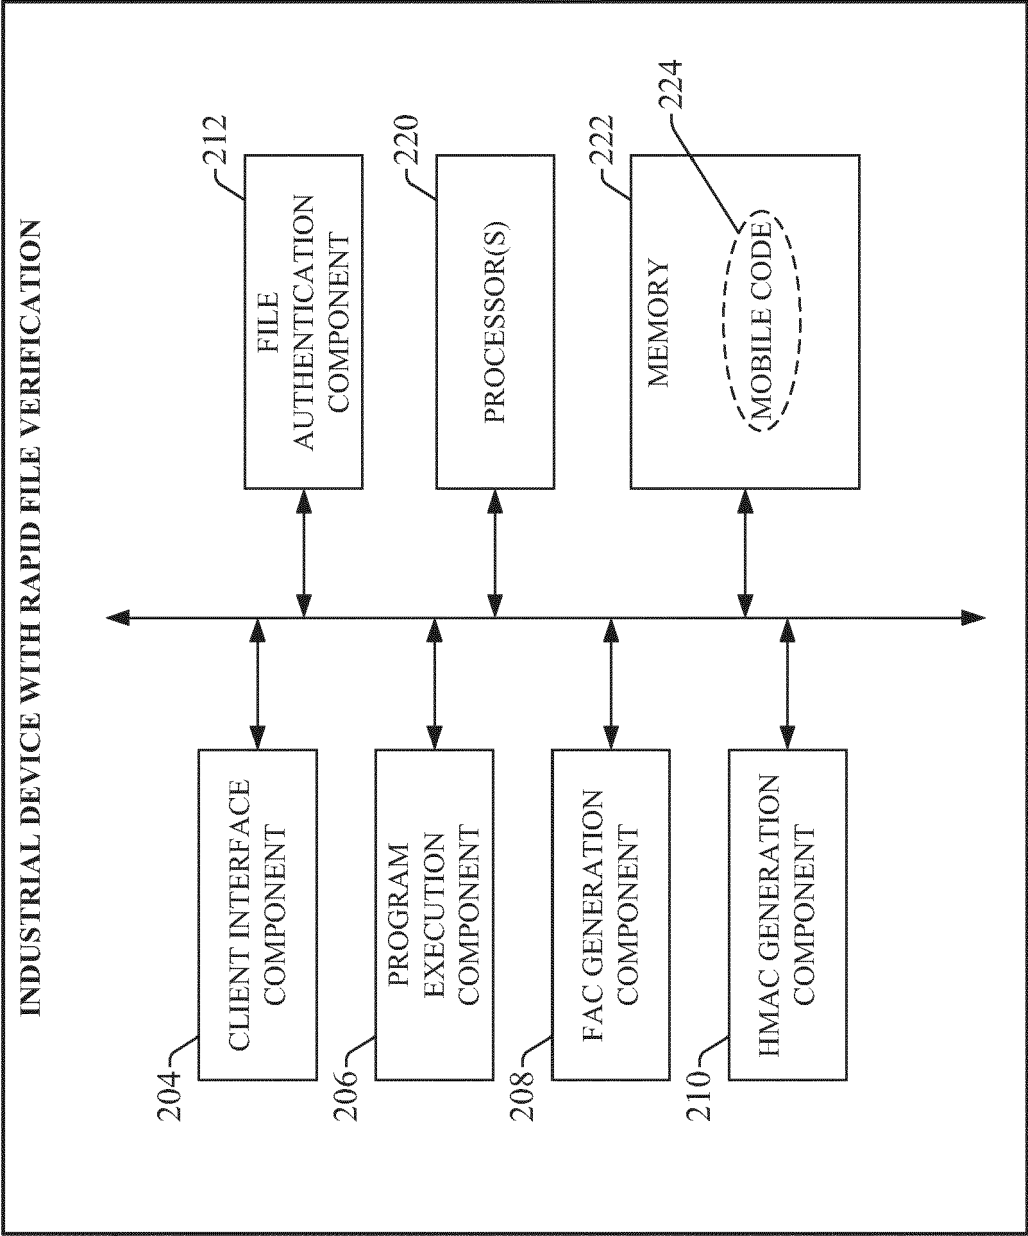 INDUSTRIAL DEVICE WITH RAPID FILE VERIFICATION
204
CLIENT INTERFACE
COMPONENT
206
PROGRAM
EXECUTION
COMPONENT
208
FAC GENERATION
COMPONENT
210
HMAC GENERATION
COMPONENT
212
FILE
AUTHENTICATION
COMPONENT
220
PROCESSOR(S)
222
MEMORY
224
MOBILE CODE